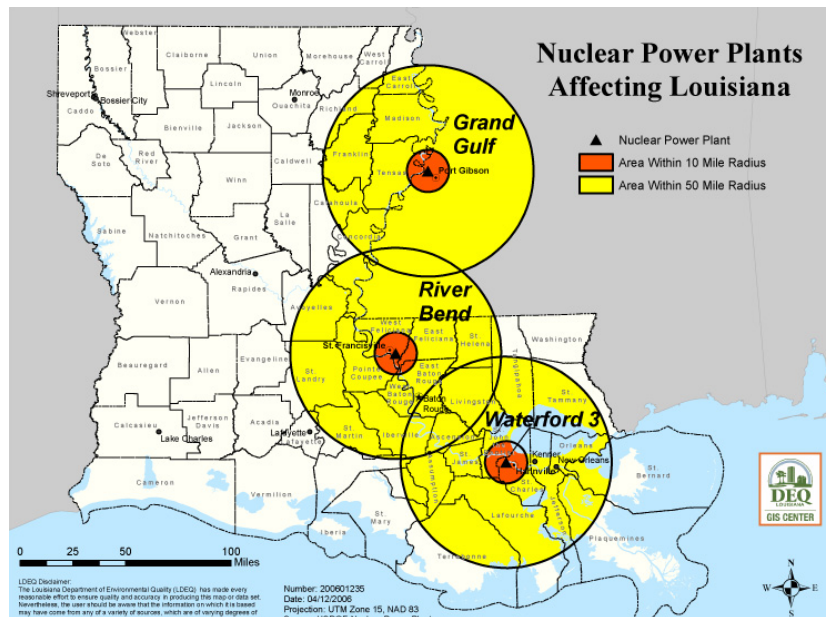 Nuclear Power Plants
Affecting Louisiana
Nuclear Power Plant
Area Within 10 Mile Radius
Area Within 50 Mile Radius
Webster
Claiborne
Union
Morehouse
West
Carroll
East
Carroll
Bossier
Lincoln
Shreveport
Bossier City
Monroe
Ouachita
Richland
Madison
Caddo
Grand
Gulf
Bienville
Jackson
De
Soto
Red
River
Caldwell
Franklin
Tensas
Port Gibson
Winn
Catahoula
La
Salle
Sabine
Natchitoches
Grant
Concordia
Alexandria
Rapides
Vernon
Avoyelles
River
Bend
West
Feliciana
East
Feliciana
St.
Helena
Washington
Tangipahoa
St. Francisville
Beauregard
Allen
Evangeline
St.
Landry
Pointe
Coupee
East
Baton
Rouge
West
Baton
Rouge
Baton
Rouge
Livingston
St.
Tammany
Calcasieu
Jefferson
Davis
Acadia
Lake Charles
Lafayette
Lafayette
St.
Martin
Iberville
Ascension
John
Waterford 3
Orleans
Kenner
New Orleans
Hahnville
St.
James
Assumption
St.
Charles
St.
Bernard
Cameron
Vermilion
Iberia
St.
Mary
Lafourche
Jefferson
Plaquemines
Terrebonne
DEQ
LOUISIANA
GIS CENTER
0 25 50 100
Miles
N
W E
S
LDEQ Disclaimer:
The Louisiana Department of Environmental Quality (LDEQ) has made every
reasonable effort to ensure quality and accuracy in producing this map or data set.
Nevertheless, the user should be aware that the information on which it is based
may have come from any of a variety of sources, which are of varying degrees of
Number: 200601235
Date: 04/12/2006
Projection: UTM Zone 15, NAD 83